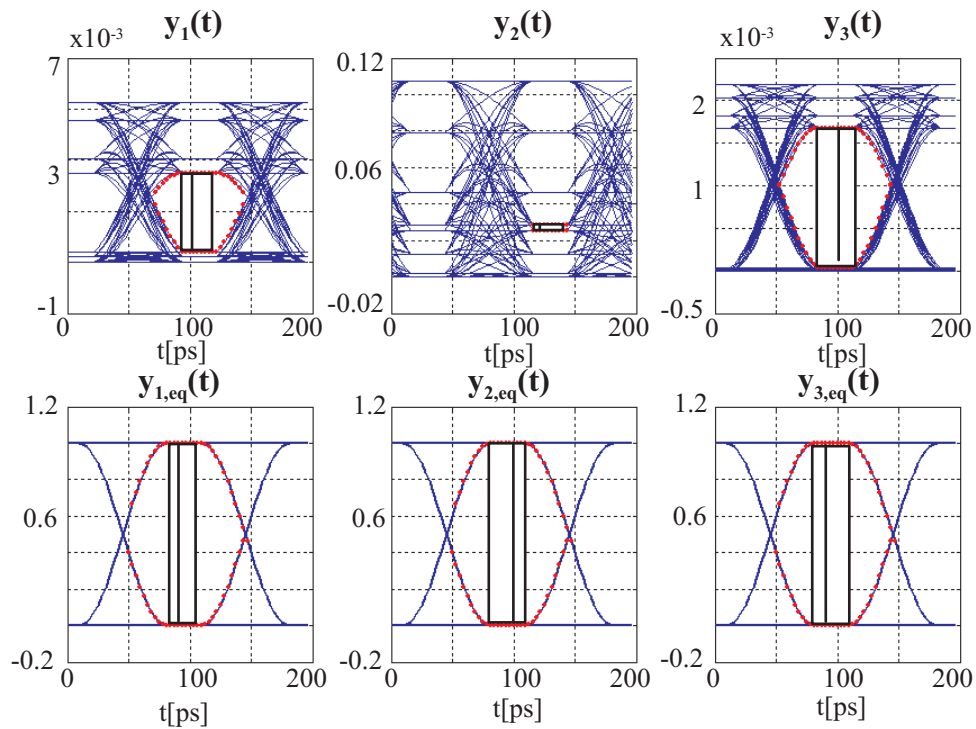 y1(t)
y2(t)
y3(t)
x10-3
x10-3
7
3
-1
0
100
200
t[ps]
0.12
0.06
-0.02
0
100
200
t[ps]
2
1
-0.5
0
100
200
t[ps]
y1,eq(t)
y2,eq(t)
y3,eq(t)
1.2
0.6
-0.2
0
100
200
t[ps]
1.2
0.6
-0.2
0
100
200
t[ps]
1.2
0.6
-0.2
0
100
200
t[ps]